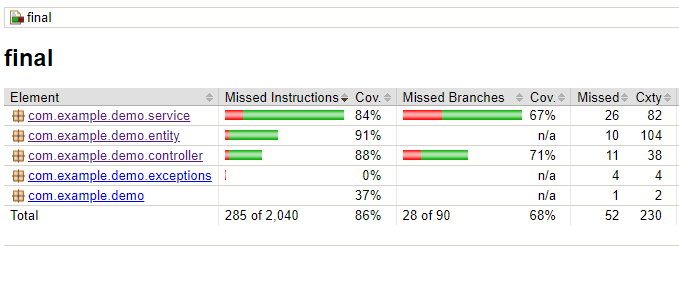 final
final
Element Missed Instructions Cov. Missed Branches Cov. Missed Cxty
com.example.demo.service 84% 67% 26 82
com.example.demo.entity 91% n/a 10 104
com.example.demo.controller 88% 71% 11 38
com.example.demo.exceptions 0% n/a 4 4
com.example.demo 37% n/a 1 2
Total 285 of 2,040 86% 28 of 90 68% 52 230